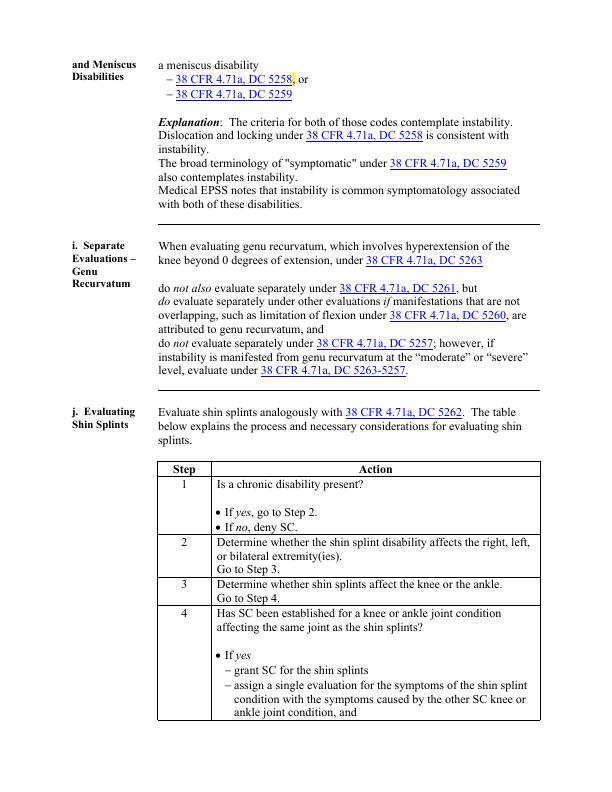 and Meniscus
Disabilities
a meniscus disability
− 38 CFR 4.71a, DC 5258, or
− 38 CFR 4.71a, DC 5259
Explanation:  The criteria for both of those codes contemplate instability.
Dislocation and locking under 38 CFR 4.71a, DC 5258 is consistent with
instability.
The broad terminology of "symptomatic" under 38 CFR 4.71a, DC 5259
also contemplates instability.
Medical EPSS notes that instability is common symptomatology associated
with both of these disabilities.
i.  Separate
Evaluations –
Genu
Recurvatum
When evaluating genu recurvatum, which involves hyperextension of the
knee beyond 0 degrees of extension, under 38 CFR 4.71a, DC 5263
do not also evaluate separately under 38 CFR 4.71a, DC 5261, but
do evaluate separately under other evaluations if manifestations that are not
overlapping, such as limitation of flexion under 38 CFR 4.71a, DC 5260, are
attributed to genu recurvatum, and
do not evaluate separately under 38 CFR 4.71a, DC 5257; however, if
instability is manifested from genu recurvatum at the “moderate” or “severe”
level, evaluate under 38 CFR 4.71a, DC 5263-5257.
j.  Evaluating
Shin Splints
Evaluate shin splints analogously with 38 CFR 4.71a, DC 5262.  The table
below explains the process and necessary considerations for evaluating shin
splints.
Step Action
1 Is a chronic disability present?
• If yes, go to Step 2.
• If no, deny SC.
2 Determine whether the shin splint disability affects the right, left,
or bilateral extremity(ies).
Go to Step 3.
3 Determine whether shin splints affect the knee or the ankle.
Go to Step 4.
4 Has SC been established for a knee or ankle joint condition
affecting the same joint as the shin splints?
• If yes
− grant SC for the shin splints
− assign a single evaluation for the symptoms of the shin splint
condition with the symptoms caused by the other SC knee or
ankle joint condition, and